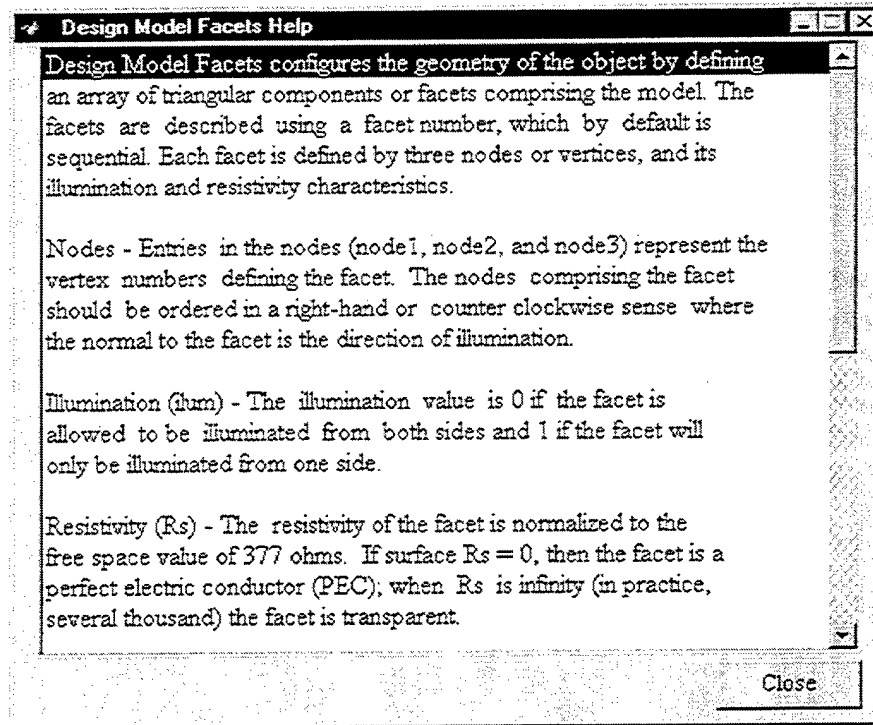 Design Model Facets Help
Design Model Facets configures the geometry of the object by defining
an array of triangular components or facets comprising the model. The
facets are described using a facet number, which by default is
sequential. Each facet is defined by three nodes or vertices, and its
illumination and resistivity characteristics.
Nodes - Entries in the nodes (node1, node2, and node3) represent the
vertex numbers defining the facet. The nodes comprising the facet
should be ordered in a right-hand or counter clockwise sense where
the normal to the facet is the direction of illumination.
Illumination (ilum) - The illumination value is 0 if the facet is
allowed to be illuminated from both sides and 1 if the facet will
only be illuminated from one side.
Resistivity (Rs) - The resistivity of the facet is normalized to the
free space value of 377 ohms. If surface Rs = 0, then the facet is a
perfect electric conductor (PEC); when Rs is infinity (in practice,
several thousand) the facet is transparent.
Close